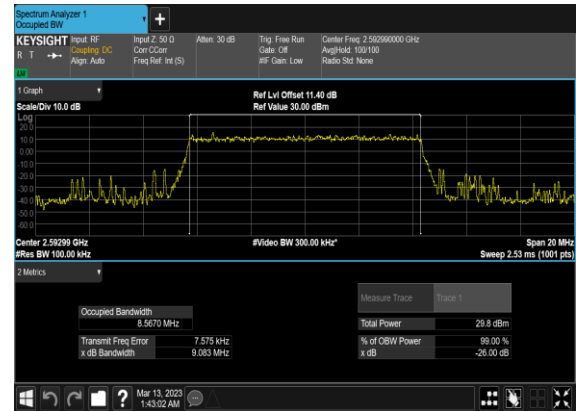 Spectrum Analyzer 1
Occupied BW
KEYSIGHT
R T
LXI
Input: RF
Coupling: DC
Align: Auto
Input Z: 50 Ω
Corr CCorr
Freq Ref: Int (S)
Atten: 30 dB
Trig: Free Run
Gate: Off
#IF Gain: Low
Center Freq: 2.592990000 GHz
Avg|Hold: 100/100
Radio Std: None
1 Graph
Scale/Div 10.0 dB
Ref Lvl Offset 11.40 dB
Ref Value 30.00 dBm
Log
20.0
10.0
0.00
-10.0
-20.0
-30.0
-40.0
-50.0
-60.0
Center 2.59299 GHz
#Res BW 100.00 kHz
#Video BW 300.00 kHz*
Span 20 MHz
Sweep 2.53 ms (1001 pts)
2 Metrics
Measure Trace Trace 1
Occupied Bandwidth
8.5670 MHz
Total Power 29.8 dBm
Transmit Freq Error 7.575 kHz
% of OBW Power 99.00 %
x dB Bandwidth 9.083 MHz
x dB -26.00 dB
?
Mar 13, 2023
1:43:02 AM